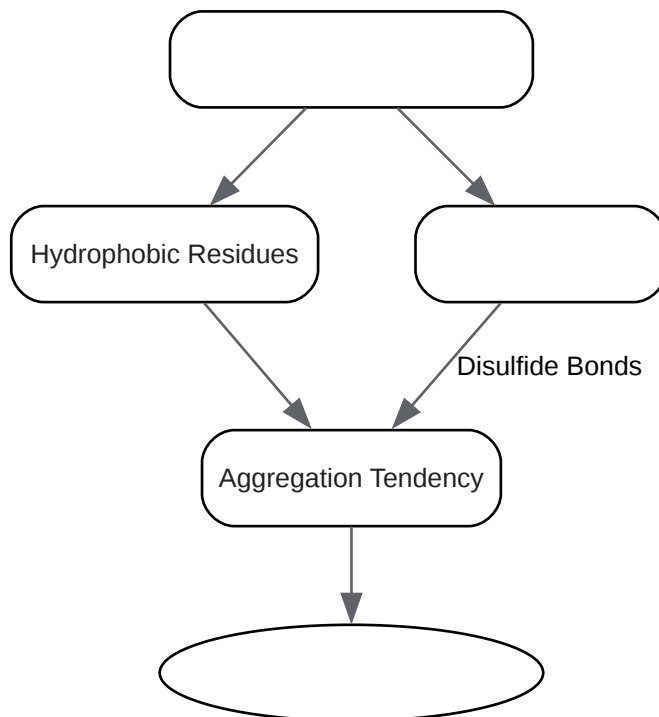 Hydrophobic Residues
Disulfide Bonds
Aggregation Tendency